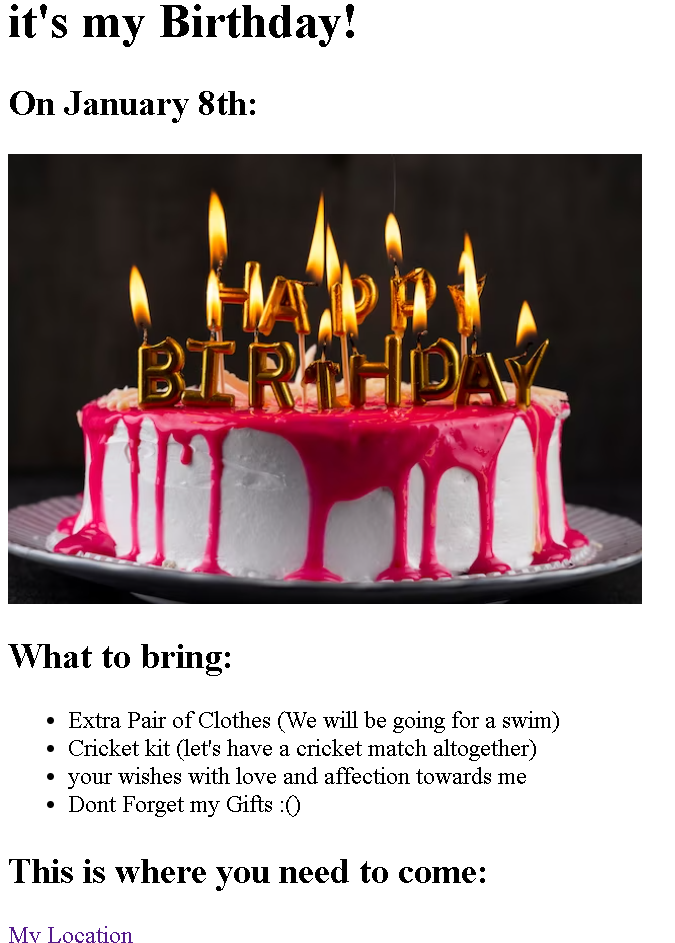 it's my Birthday!
On January 8th:
HAPPY
BIRTHDAY
What to bring:
Extra Pair of Clothes (We will be going for a swim)
Cricket kit (let's have a cricket match altogether)
your wishes with love and affection towards me
Dont Forget my Gifts :()
This is where you need to come:
My Location